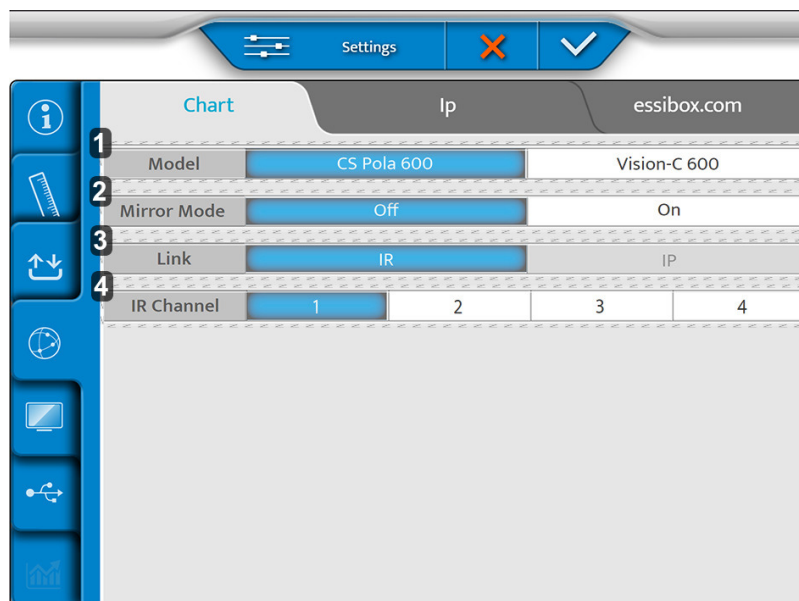 Settings
Chart Ip essibox.com
1
Model CS Pola 600 Vision-C 600
2
Mirror Mode Off On
3
Link IR IP
4
IR Channel 1 2 3 4